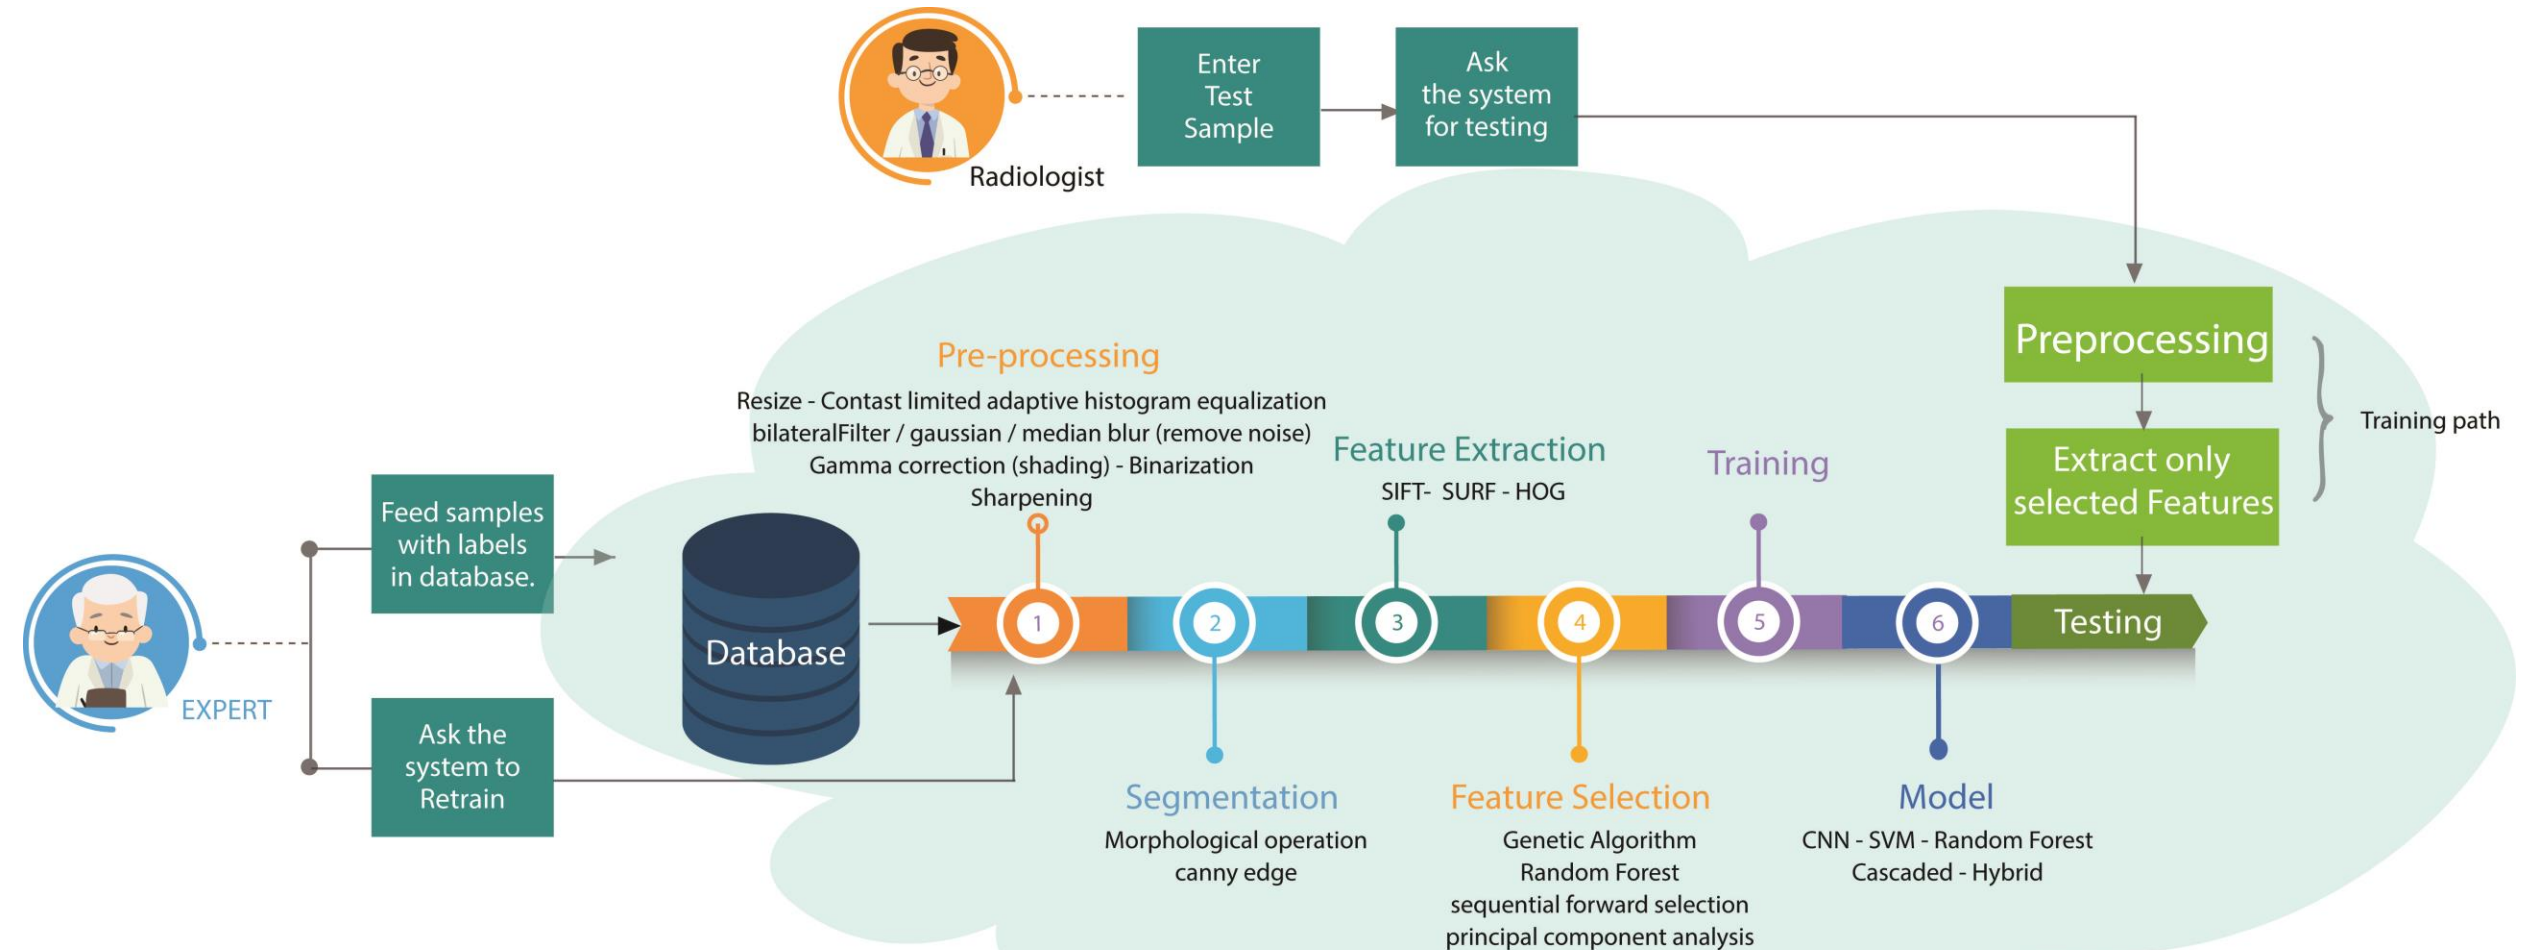 Enter
Test
Sample
Ask
the system
for testing
Radiologist
Preprocessing
Extract only
selected Features
Training path
Pre-processing
Resize - Contast limited adaptive histogram equalization
bilateralFilter / gaussian / median blur (remove noise)
Gamma correction (shading) - Binarization
Sharpening
Feature Extraction
SIFT- SURF - HOG
Training
Feed samples
with labels
in database.
EXPERT
Ask the
system to
Retrain
Database
1
2
3
4
5
6
Testing
Segmentation
Morphological operation
canny edge
Feature Selection
Genetic Algorithm
Random Forest
sequential forward selection
principal component analysis
Model
CNN - SVM - Random Forest
Cascaded - Hybrid